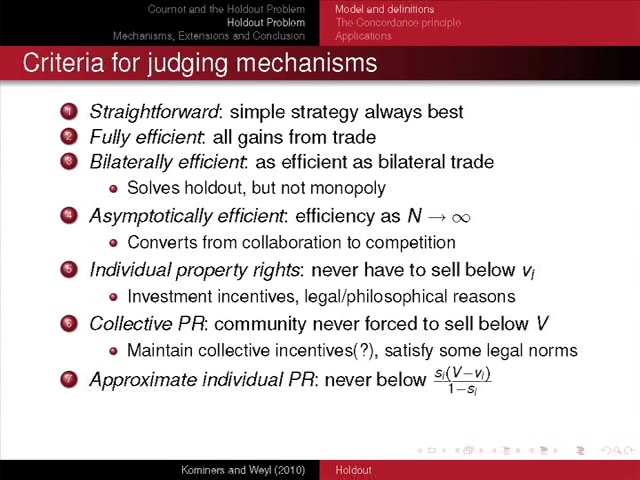 Cournot and the Holdout Problem
Holdout Problem
Mechanisms, Extensions and Conclusion
Model and definitions
The Concordance principle
Applications
Criteria for judging mechanisms
1 Straightforward: simple strategy always best
2 Fully efficient: all gains from trade
3 Bilaterally efficient: as efficient as bilateral trade
Solves holdout, but not monopoly
4 Asymptotically efficient: efficiency as N → ∞
Converts from collaboration to competition
5 Individual property rights: never have to sell below v_i
Investment incentives, legal/philosophical reasons
6 Collective PR: community never forced to sell below V
Maintain collective incentives(?), satisfy some legal norms
7 Approximate individual PR: never below s_i(V−v_i)/1−s_i
Kominers and Weyl (2010)
Holdout